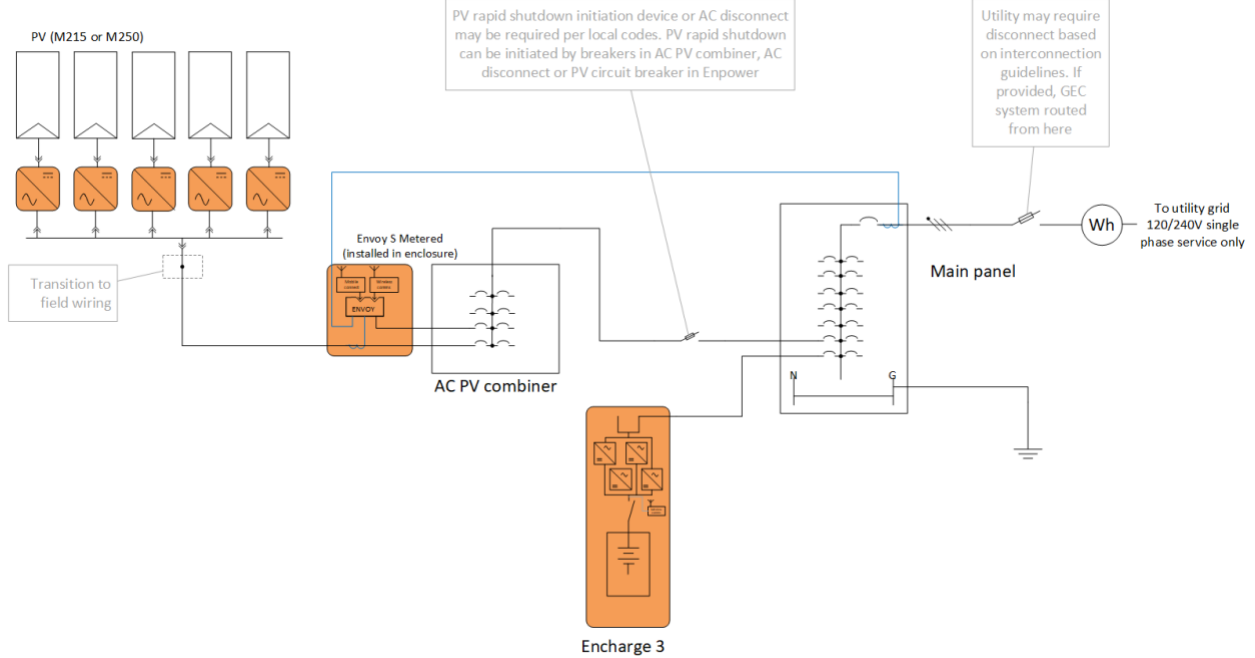 PV rapid shutdown initiation device or AC disconnect
may be required per local codes. PV rapid shutdown
can be initiated by breakers in AC PV combiner, AC
disconnect or PV circuit breaker in Enpower
Utility may require
disconnect based
on interconnection
guidelines. If
provided, GEC
system routed
from here
PV (M215 or M250)
Wh
To utility grid
120/240V single
phase service only
Envoy S Metered
(installed in enclosure)
Main panel
Transition to
field wiring
ENVOY
AC PV combiner
N
G
Encharge 3